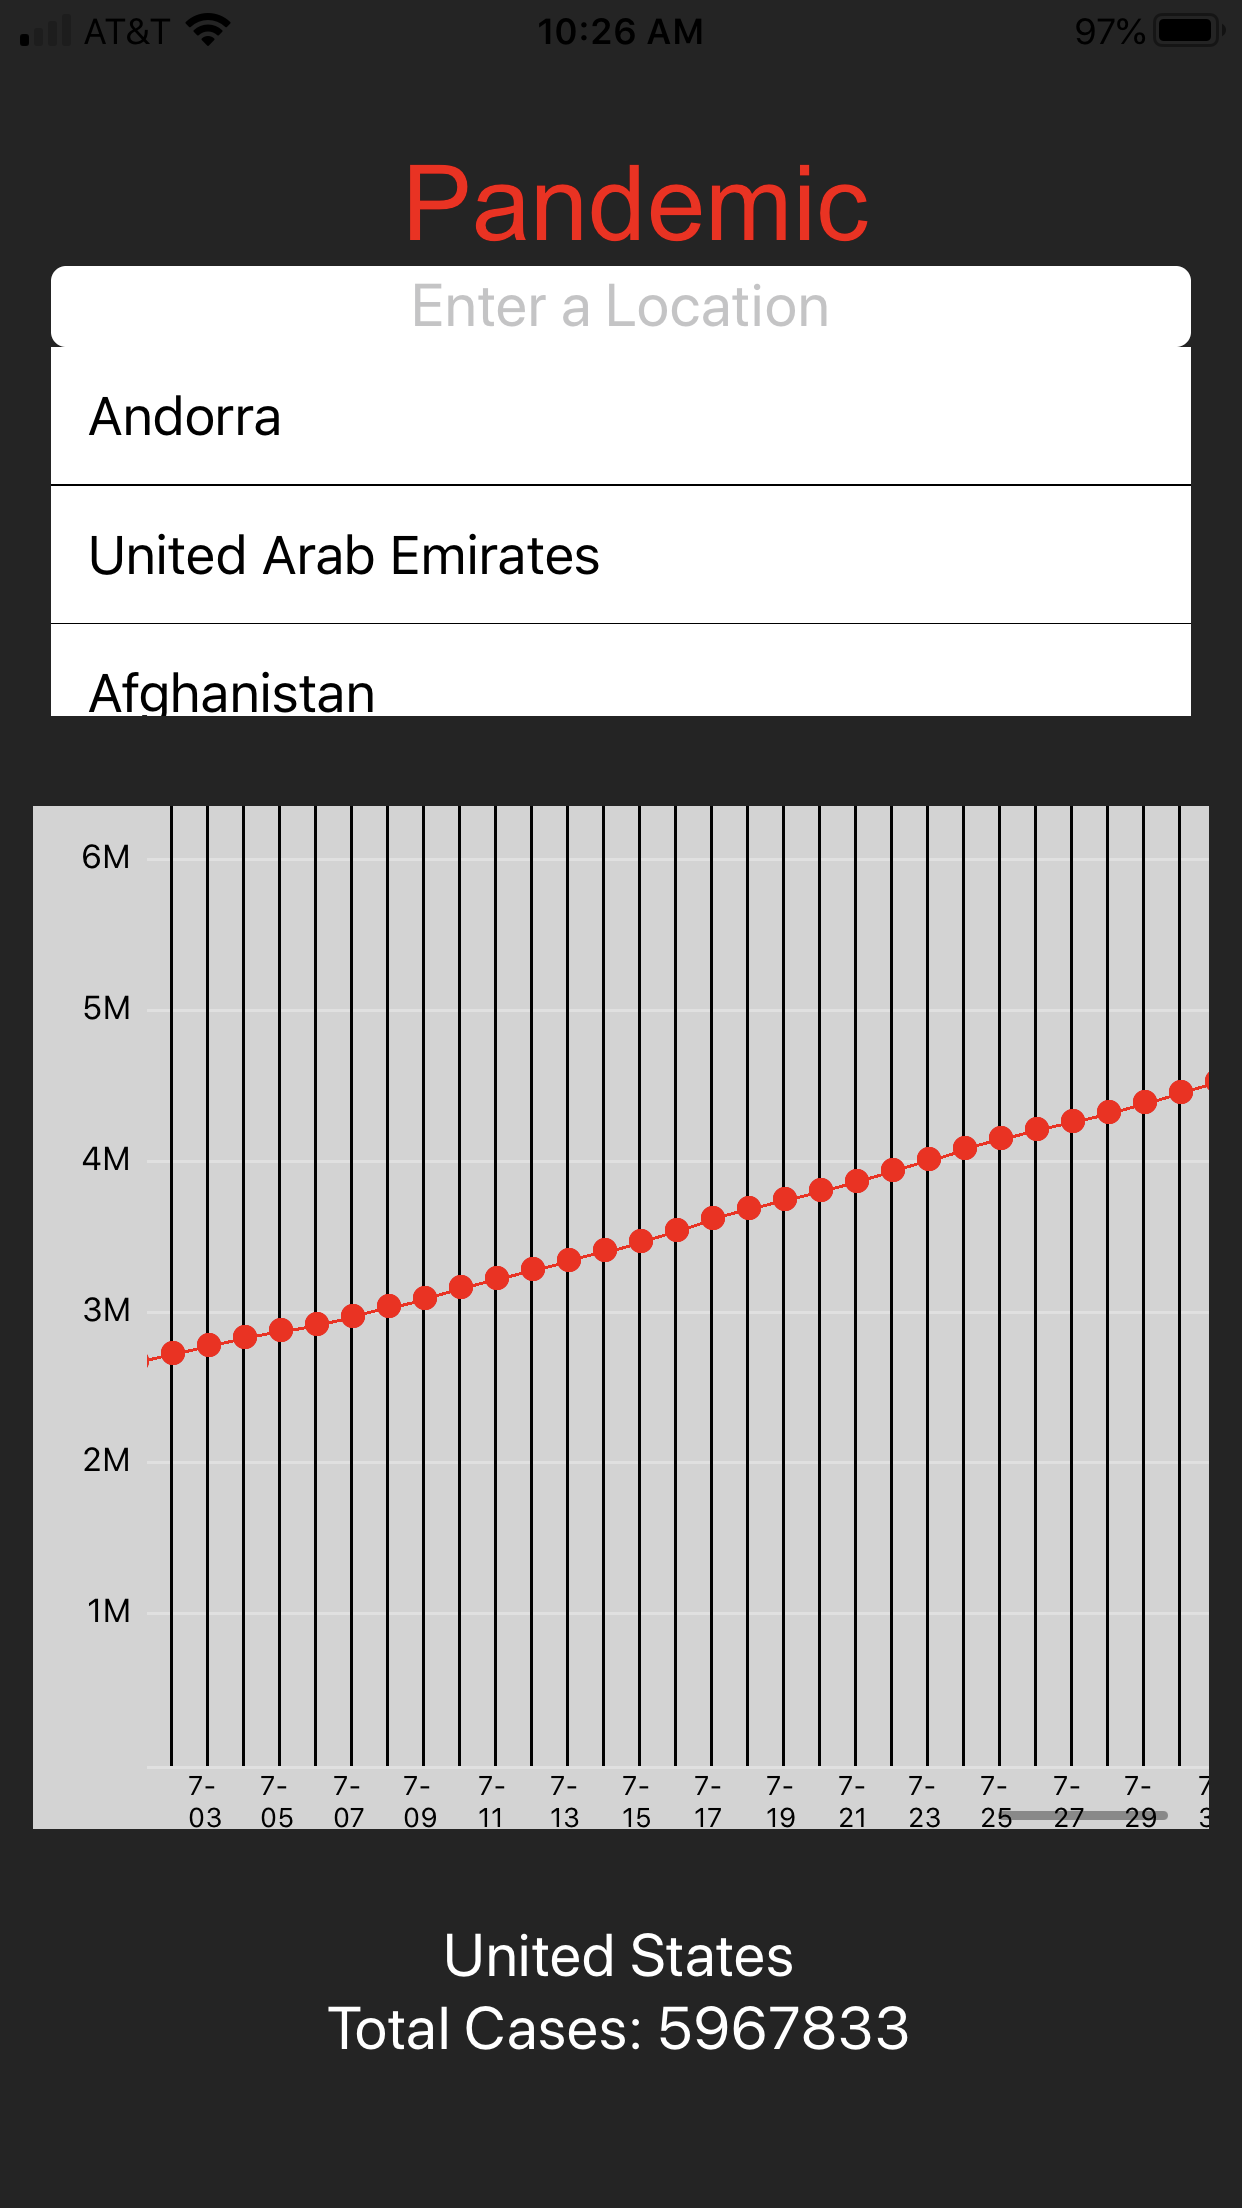 AT&T 10:26 AM 97%
Pandemic
Enter a Location
Andorra
United Arab Emirates
Afghanistan
6M
5M
4M
3M
2M
1M
7-03 7-05 7-07 7-09 7-11 7-13 7-15 7-17 7-19 7-21 7-23 7-25 7-27 7-29
United States
Total Cases: 5967833